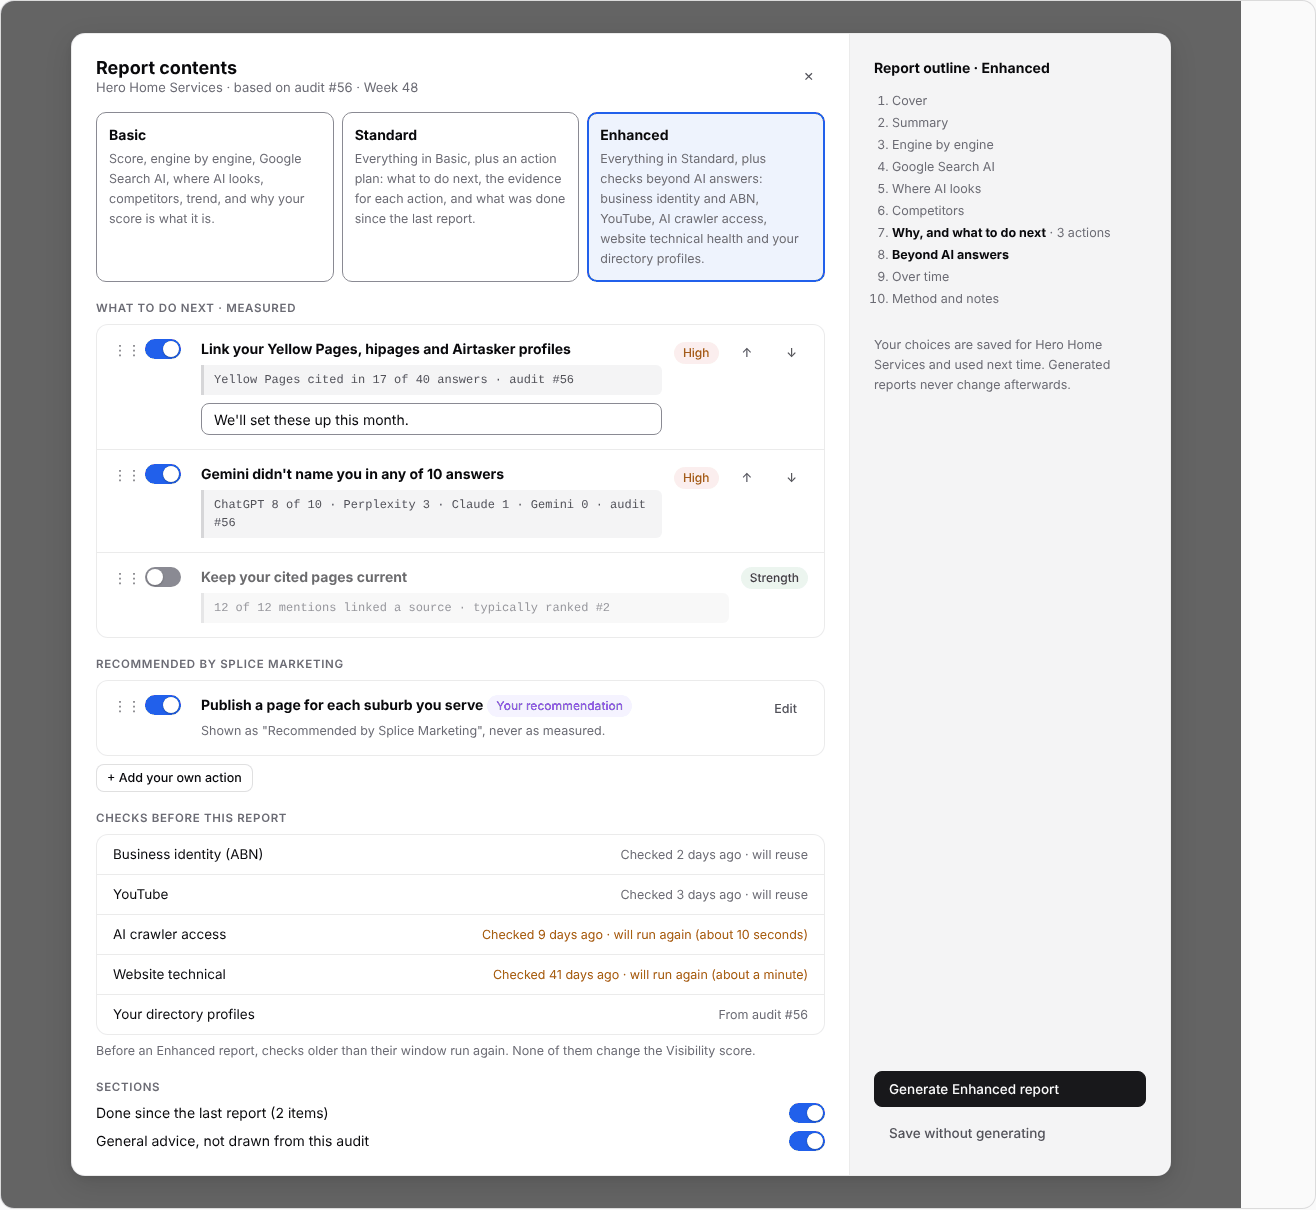 Report contents
Hero Home Services · based on audit #56 · Week 48
×
Basic
Score, engine by engine, Google
Search AI, where AI looks,
competitors, trend, and why your
score is what it is.
Standard
Everything in Basic, plus an action
plan: what to do next, the evidence
for each action, and what was done
since the last report.
Enhanced
Everything in Standard, plus
checks beyond AI answers:
business identity and ABN,
YouTube, AI crawler access,
website technical health and your
directory profiles.
WHAT TO DO NEXT · MEASURED
Link your Yellow Pages, hipages and Airtasker profiles
High ↑ ↓
Yellow Pages cited in 17 of 40 answers · audit #56
We'll set these up this month.
Gemini didn't name you in any of 10 answers
High ↑ ↓
ChatGPT 8 of 10 · Perplexity 3 · Claude 1 · Gemini 0 · audit
#56
Keep your cited pages current
Strength
12 of 12 mentions linked a source · typically ranked #2
RECOMMENDED BY SPLICE MARKETING
Publish a page for each suburb you serve Your recommendation
Edit
Shown as "Recommended by Splice Marketing", never as measured.
+ Add your own action
CHECKS BEFORE THIS REPORT
Business identity (ABN) Checked 2 days ago · will reuse
YouTube Checked 3 days ago · will reuse
AI crawler access Checked 9 days ago · will run again (about 10 seconds)
Website technical Checked 41 days ago · will run again (about a minute)
Your directory profiles From audit #56
Before an Enhanced report, checks older than their window run again. None of them change the Visibility score.
SECTIONS
Done since the last report (2 items)
General advice, not drawn from this audit
Report outline · Enhanced
1. Cover
2. Summary
3. Engine by engine
4. Google Search AI
5. Where AI looks
6. Competitors
7. Why, and what to do next · 3 actions
8. Beyond AI answers
9. Over time
10. Method and notes
Your choices are saved for Hero Home
Services and used next time. Generated
reports never change afterwards.
Generate Enhanced report
Save without generating